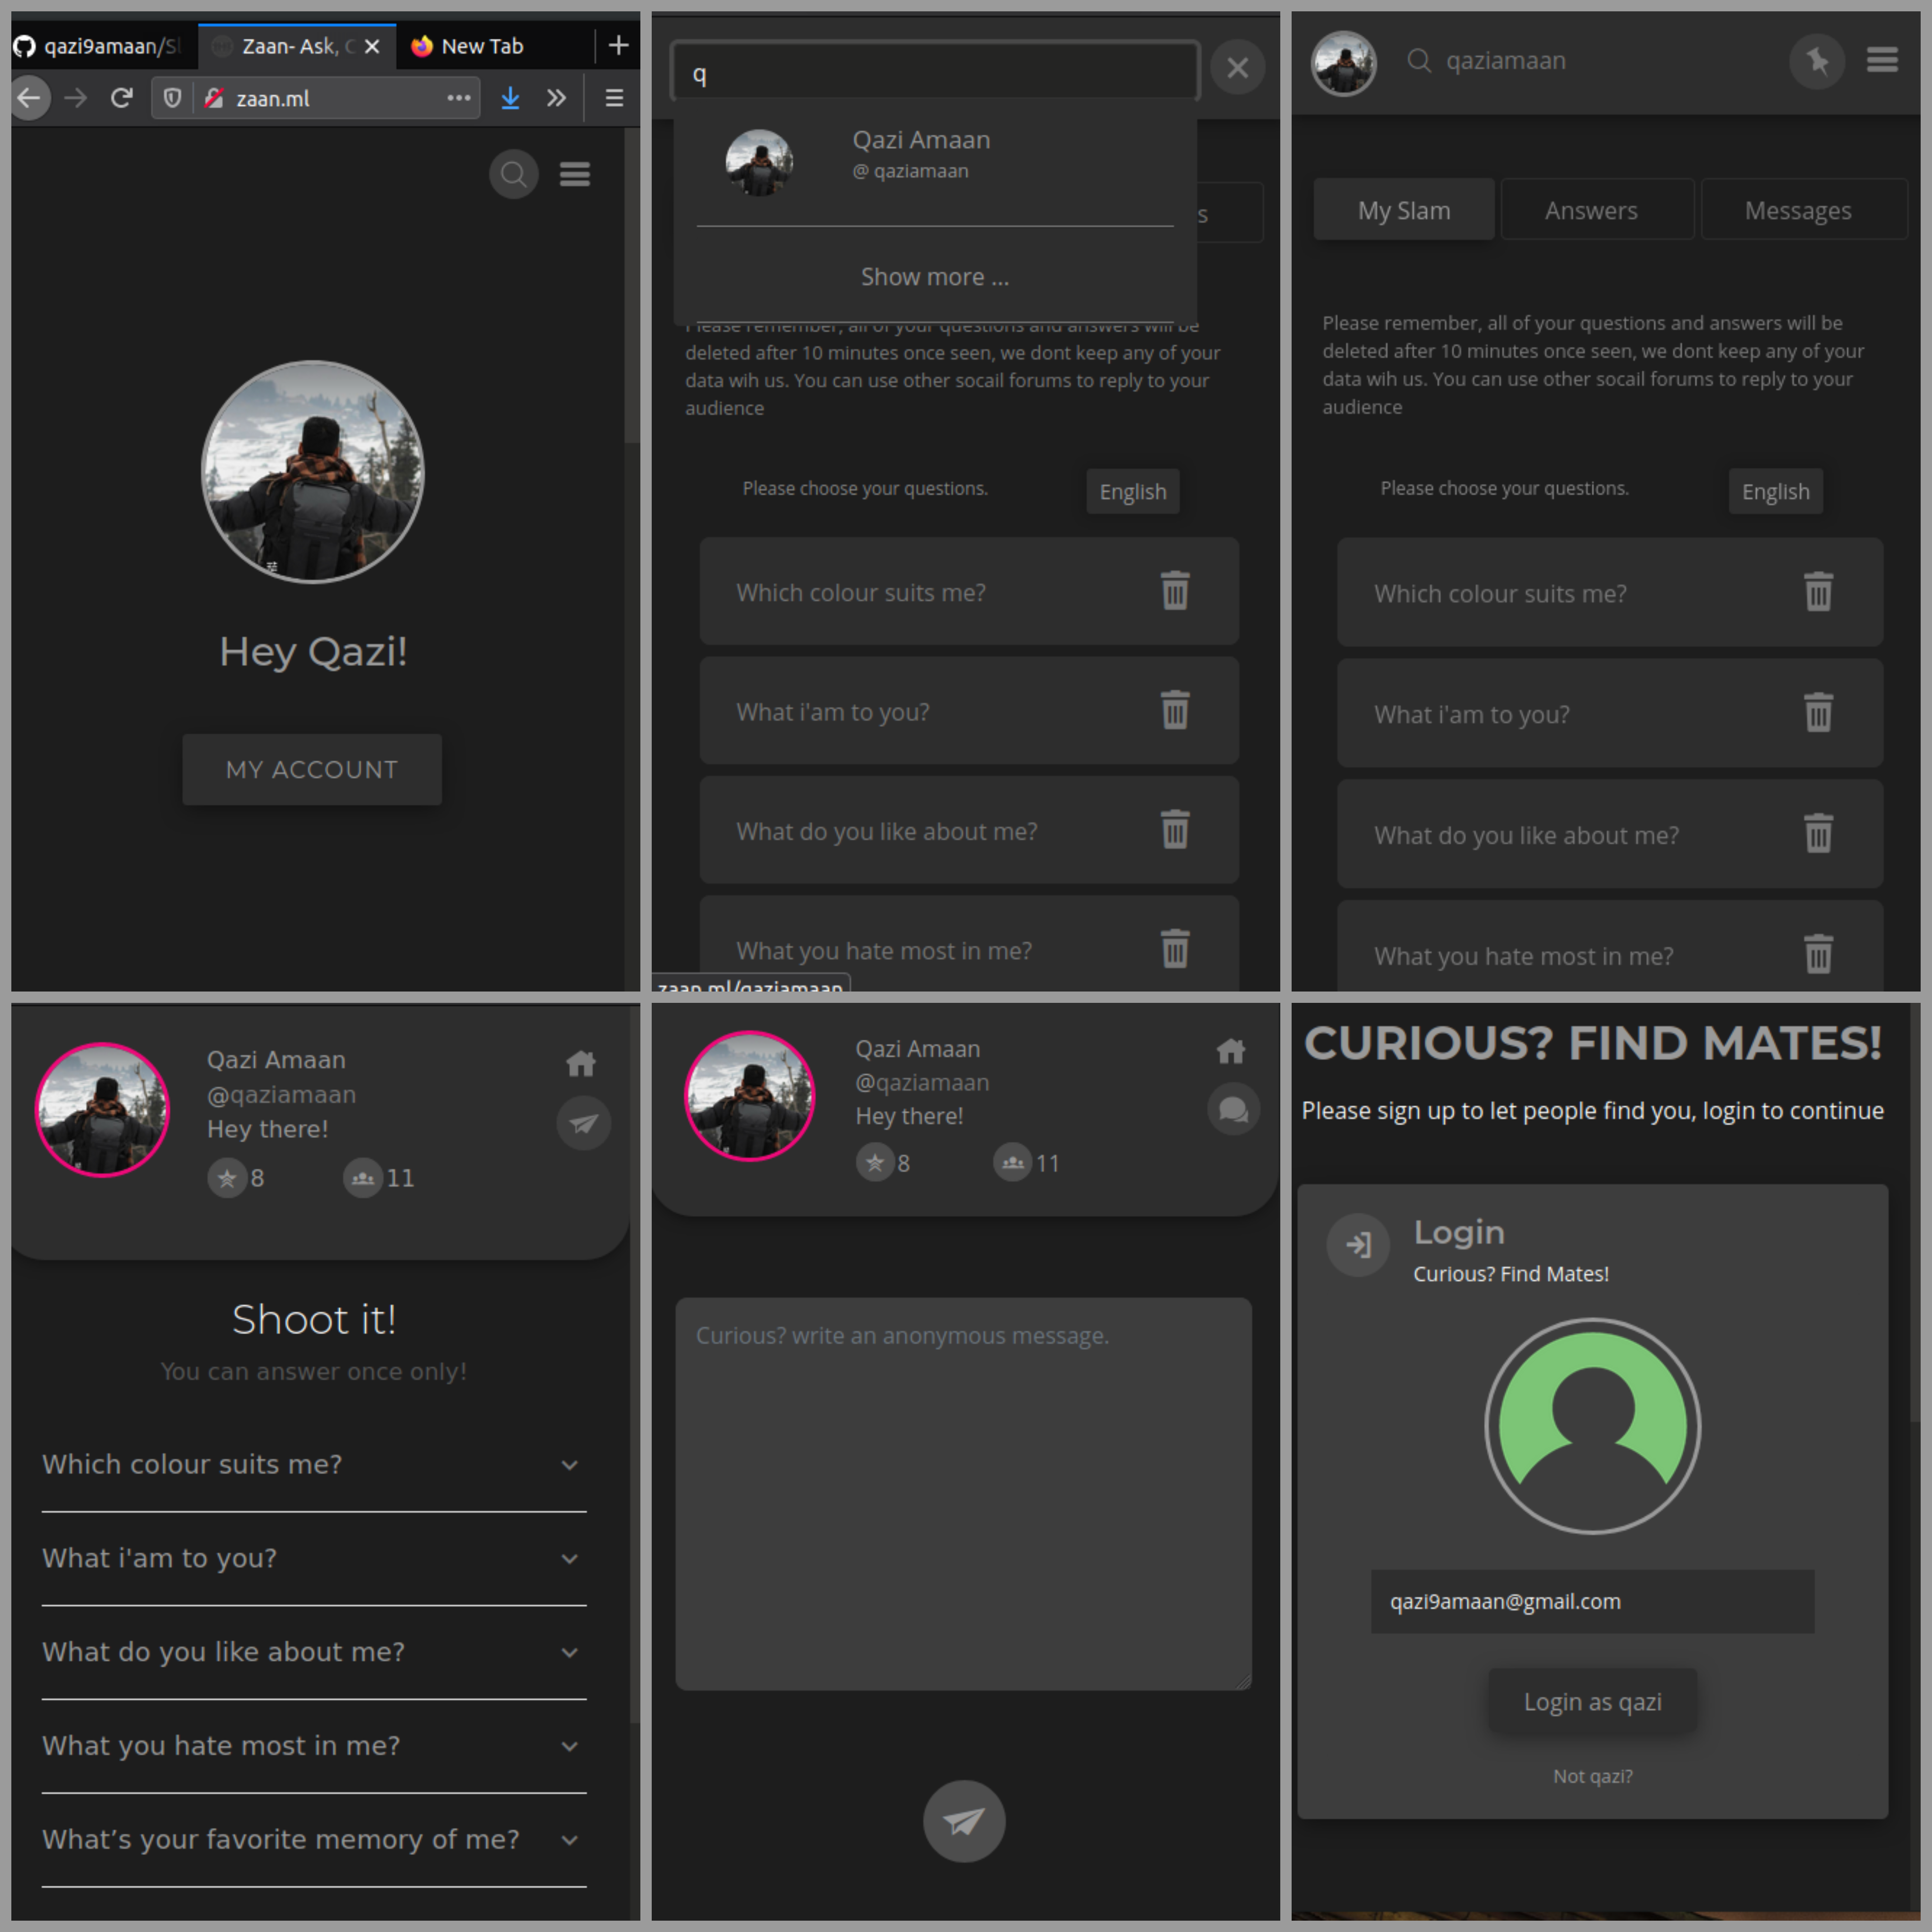 qazi9amaan/Sl
Zaan- Ask, C
New Tab
zaan.ml
Hey Qazi!
MY ACCOUNT
q
Qazi Amaan
@ qaziamaan
s
Show more ...
Please remember, all of your questions and answers will be
deleted after 10 minutes once seen, we dont keep any of your
data wih us. You can use other socail forums to reply to your
audience
Please choose your questions.
English
Which colour suits me?
What i'am to you?
What do you like about me?
What you hate most in me?
zaan.ml/qaziamaan
qaziamaan
My Slam
Answers
Messages
Please remember, all of your questions and answers will be
deleted after 10 minutes once seen, we dont keep any of your
data wih us. You can use other socail forums to reply to your
audience
Please choose your questions.
English
Which colour suits me?
What i'am to you?
What do you like about me?
What you hate most in me?
Qazi Amaan
@qaziamaan
Hey there!
8
11
Shoot it!
You can answer once only!
Which colour suits me?
What i'am to you?
What do you like about me?
What you hate most in me?
What’s your favorite memory of me?
Qazi Amaan
@qaziamaan
Hey there!
8
11
Curious? write an anonymous message.
CURIOUS? FIND MATES!
Please sign up to let people find you, login to continue
Login
Curious? Find Mates!
qazi9amaan@gmail.com
Login as qazi
Not qazi?